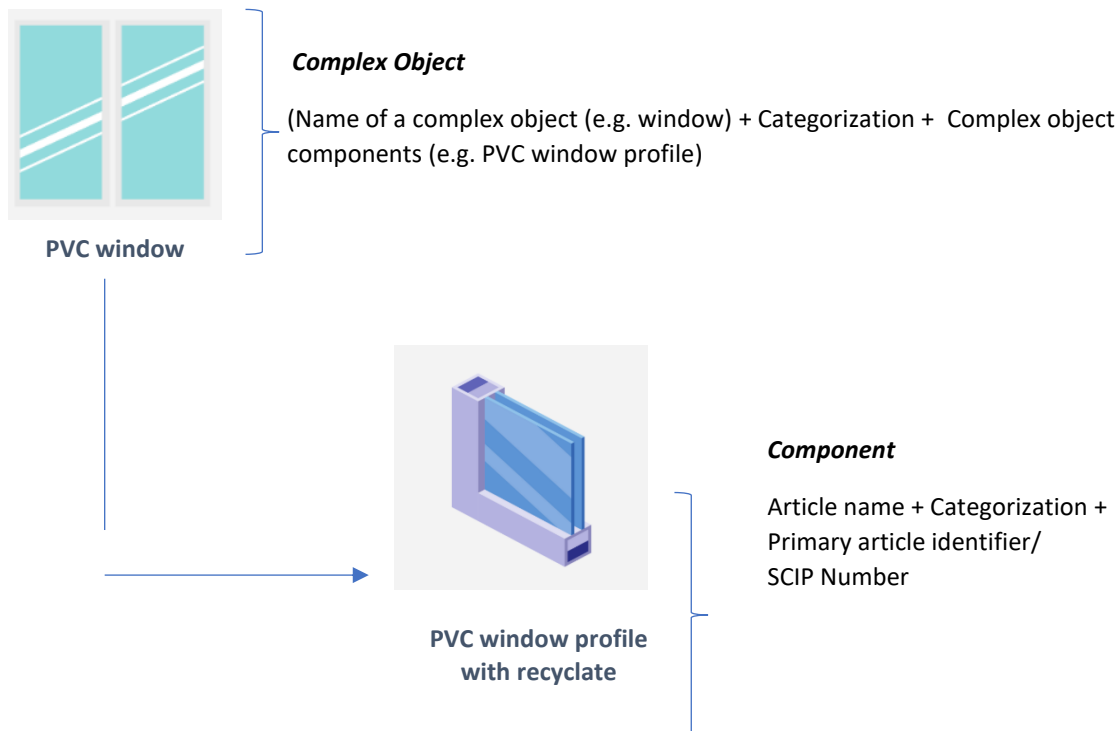 Complex Object
(Name of a complex object (e.g. window) + Categorization + Complex object
components (e.g. PVC window profile)
PVC window
Component
Article name + Categorization +
Primary article identifier/
SCIP Number
PVC window profile
with recyclate